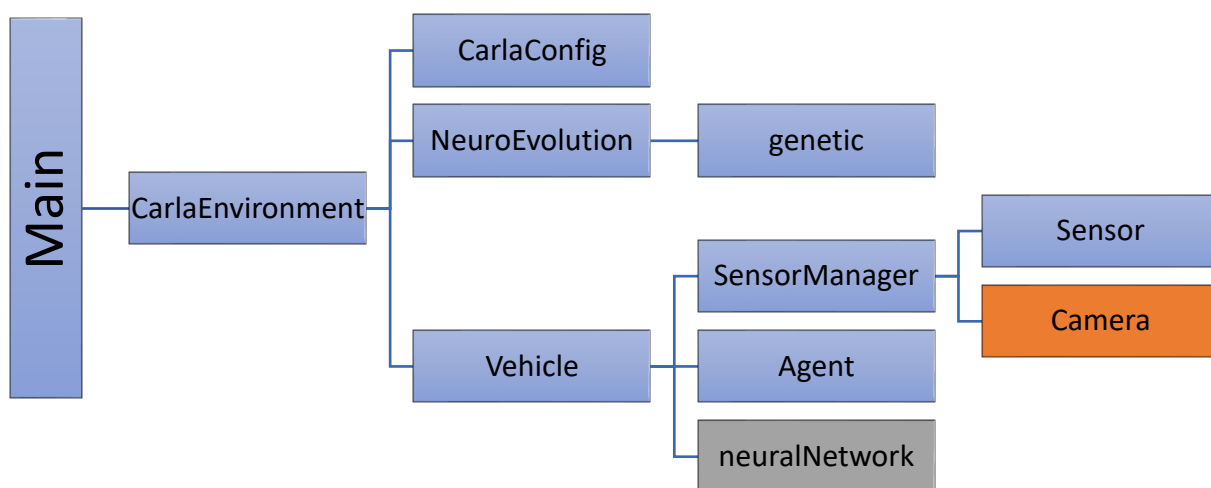 Main
CarlaEnvironment
CarlaConfig
NeuroEvolution
genetic
Vehicle
SensorManager
Sensor
Camera
Agent
neuralNetwork